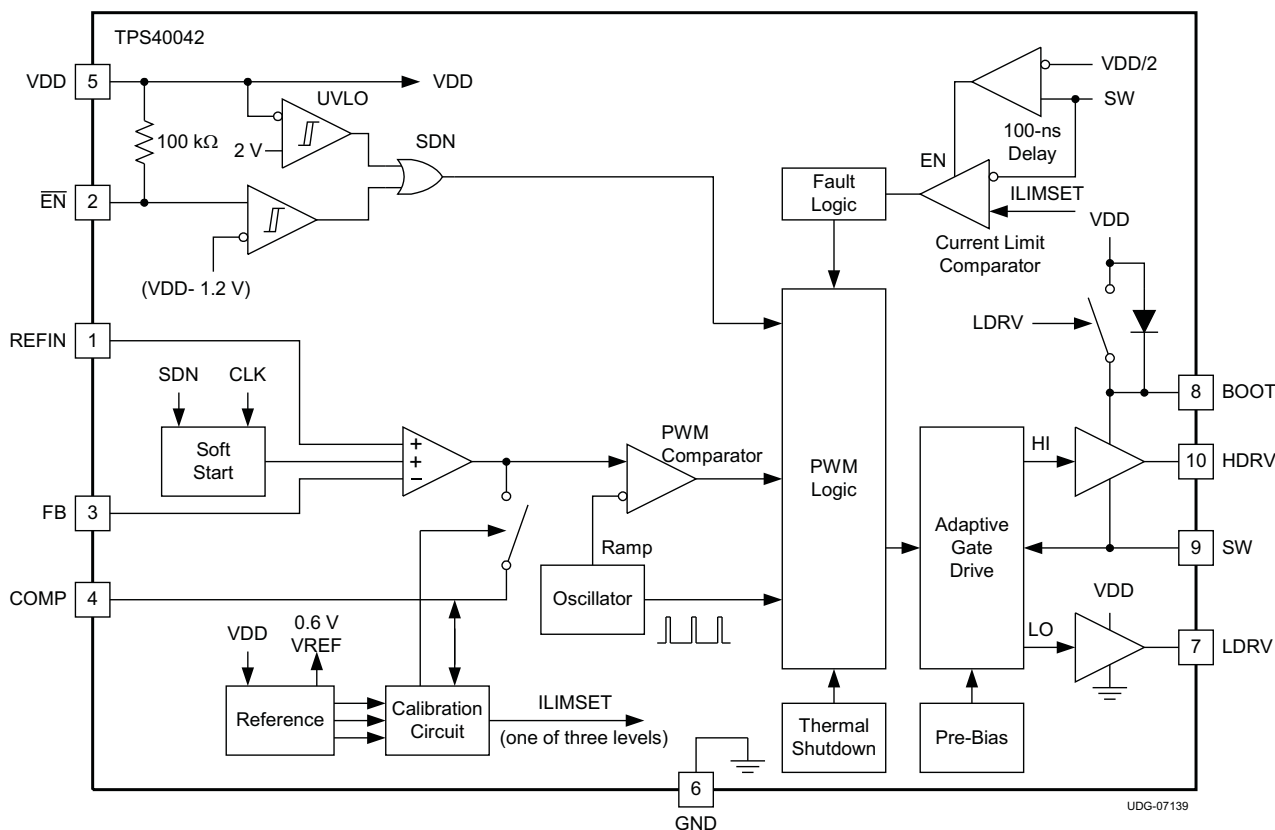 TPS40042
VDD
5
VDD
UVLO
100 kΩ
2 V
SDN
EN
2
(VDD- 1.2 V)
VDD/2
SW
100-ns
Delay
EN
ILIMSET
Fault
Logic
Current Limit
Comparator
VDD
LDRV
REFIN
1
SDN
CLK
Soft
Start
+
+
−
PWM
Comparator
PWM
Logic
8
BOOT
HI
10
HDRV
FB
3
Adaptive
Gate
Drive
9
SW
Ramp
Oscillator
COMP
4
VDD
0.6 V
VREF
VDD
LO
7
LDRV
Reference
Calibration
Circuit
ILIMSET
(one of three levels)
Thermal
Shutdown
Pre-Bias
6
GND
UDG-07139